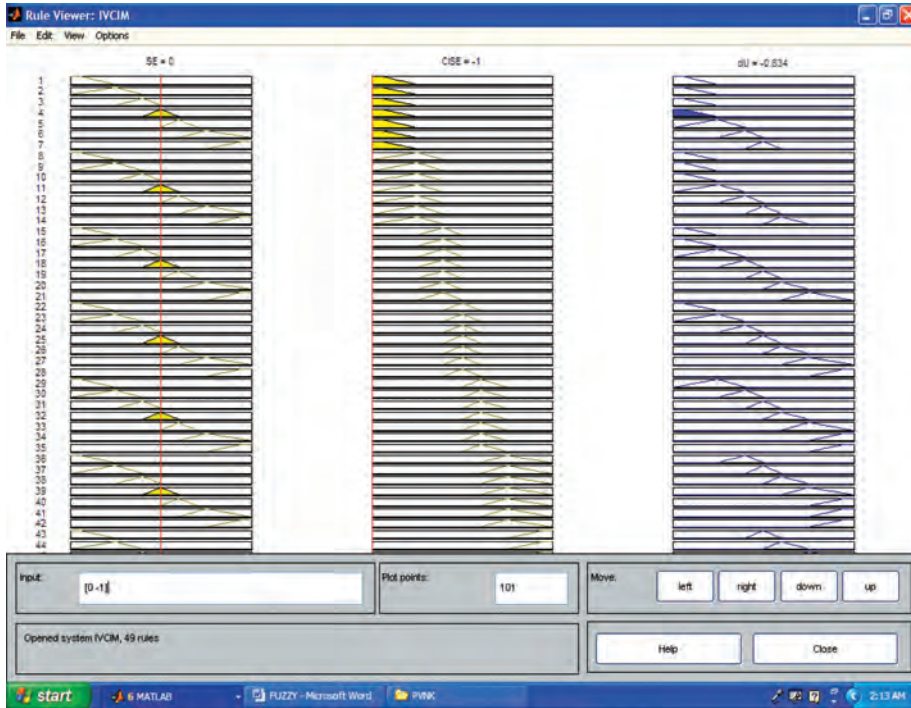 Rule Viewer: IVCIM
File Edit View Options
SE = 0
CISE = -1
dU = -0.834
1
2
3
4
5
6
7
8
9
10
11
12
13
14
15
16
17
18
19
20
21
22
23
24
25
26
27
28
29
30
31
32
33
34
35
36
37
38
39
40
41
42
43
44
Input:
[0 -1]
Plot points:
101
Move:
left
right
down
up
Opened system IVCIM, 49 rules
Help
Close
start
6 MATLAB
FUZZY - Microsoft Word
PVNK
2:13 AM